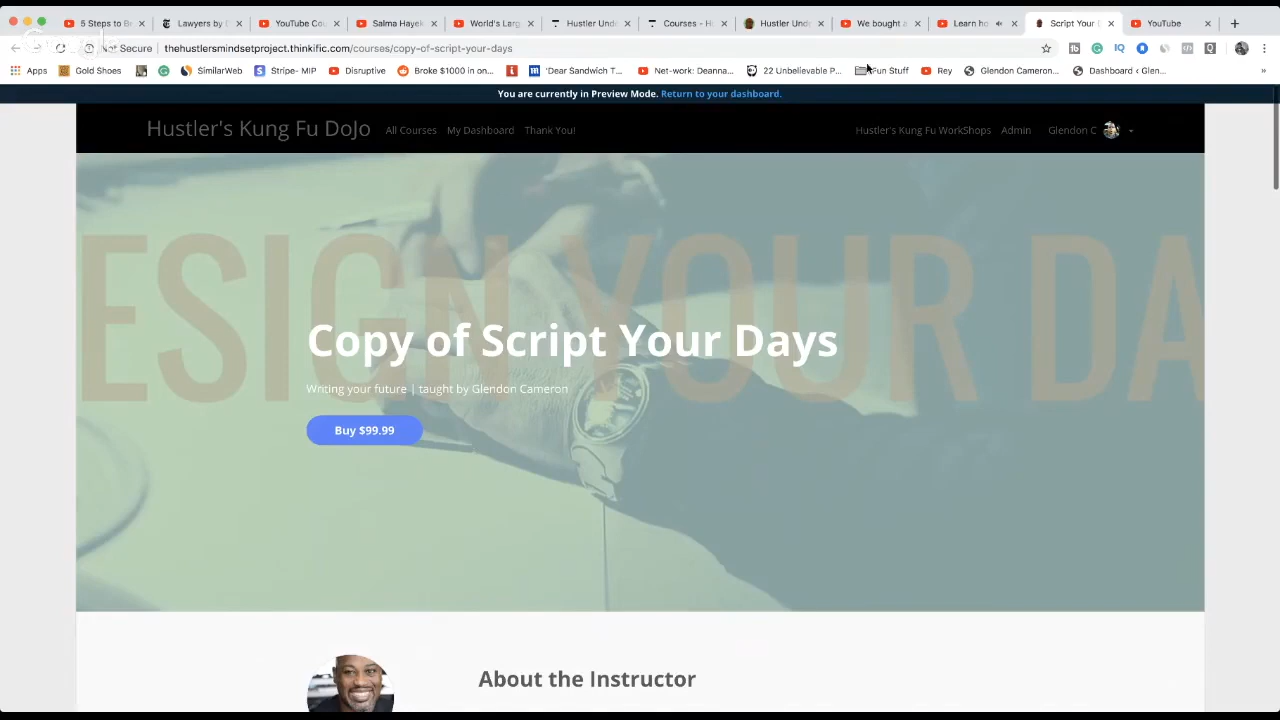 5 Steps to B
Lawyers by D
YouTube Cou
Salma Hayek
World's Larg
Hustler Und
Courses - H
Hustler Und
We bought a
Learn ho
Script Your D
YouTube
Not Secure | thehustlersmindsetproject.thinkific.com/courses/copy-of-script-your-days
Apps
Gold Shoes
SimilarWeb
Stripe- MIP
Disruptive
Broke $1000 in on...
'Dear Sandwich T...
Net-work: Deanna...
22 Unbelievable P...
Fun Stuff
Rey
Glendon Cameron...
Dashboard ‹ Glen...
You are currently in Preview Mode. Return to your dashboard.
Hustler's Kung Fu DoJo
All Courses
My Dashboard
Thank You!
Hustler's Kung Fu WorkShops
Admin
Glendon C
ESIGN YOUR DA
Copy of Script Your Days
Writing your future | taught by Glendon Cameron
Buy $99.99
About the Instructor